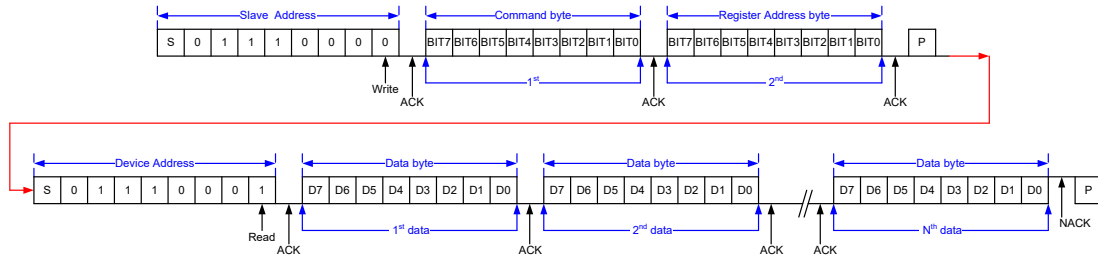 Slave Address Command byte Register Address byte
S 0 1 1 1 0 0 0 0 BIT7 BIT6 BIT5 BIT4 BIT3 BIT2 BIT1 BIT0 BIT7 BIT6 BIT5 BIT4 BIT3 BIT2 BIT1 BIT0 P
1st 2nd
Write ACK ACK ACK
Device Address Data byte Data byte Data byte
S 0 1 1 1 0 0 0 1 D7 D6 D5 D4 D3 D2 D1 D0 D7 D6 D5 D4 D3 D2 D1 D0 // D7 D6 D5 D4 D3 D2 D1 D0 P
NACK
1st data 2nd data Nth data
Read ACK ACK ACK ACK